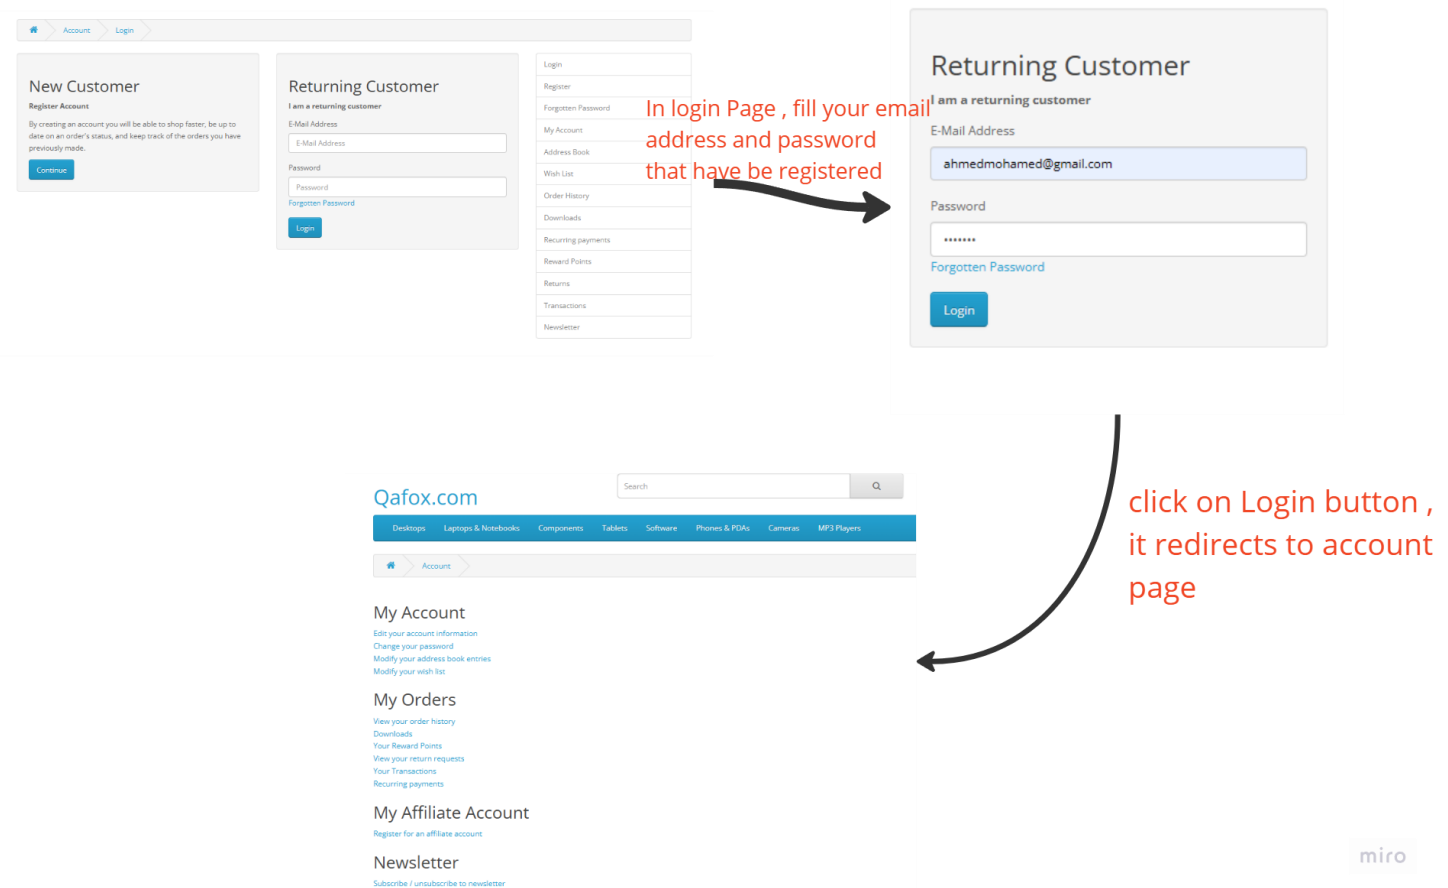 Account
Login
New Customer
Register Account
By creating an account you will be able to shop faster, be up to
date on an order's status, and keep track of the orders you have
previously made.
Continue
Returning Customer
I am a returning customer
E-Mail Address
E-Mail Address
Password
Password
Forgotten Password
Login
Login
Register
Forgotten Password
My Account
Address Book
Wish List
Order History
Downloads
Recurring payments
Reward Points
Returns
Transactions
Newsletter
In login Page , fill your email
address and password
that have be registered
Returning Customer
I am a returning customer
E-Mail Address
ahmedmohamed@gmail.com
Password
•••••••
Forgotten Password
Login
click on Login button ,
it redirects to account
page
Qafox.com
Search
Desktops Laptops & Notebooks Components Tablets Software Phones & PDAs Cameras MP3 Players
Account
My Account
Edit your account information
Change your password
Modify your address book entries
Modify your wish list
My Orders
View your order history
Downloads
Your Reward Points
View your return requests
Your Transactions
Recurring payments
My Affiliate Account
Register for an affiliate account
Newsletter
Subscribe / unsubscribe to newsletter
miro